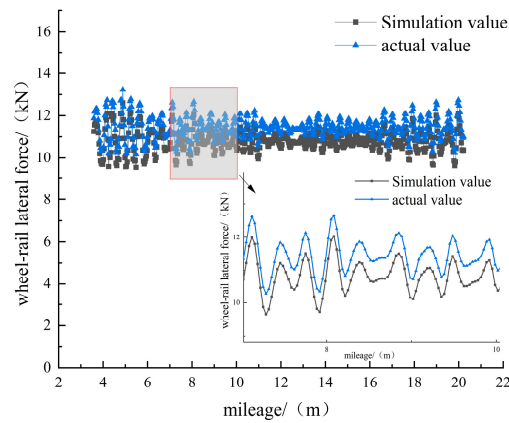 Simulation value
actual value
wheel-rail lateral force/（kN）
16
14
12
10
8
6
4
2
0
2 4 6 8 10 12 14 16 18 20 22
mileage/（m）
Simulation value
actual value
wheel-rail lateral force/（kN）
12
10
8 10
mileage/（m）